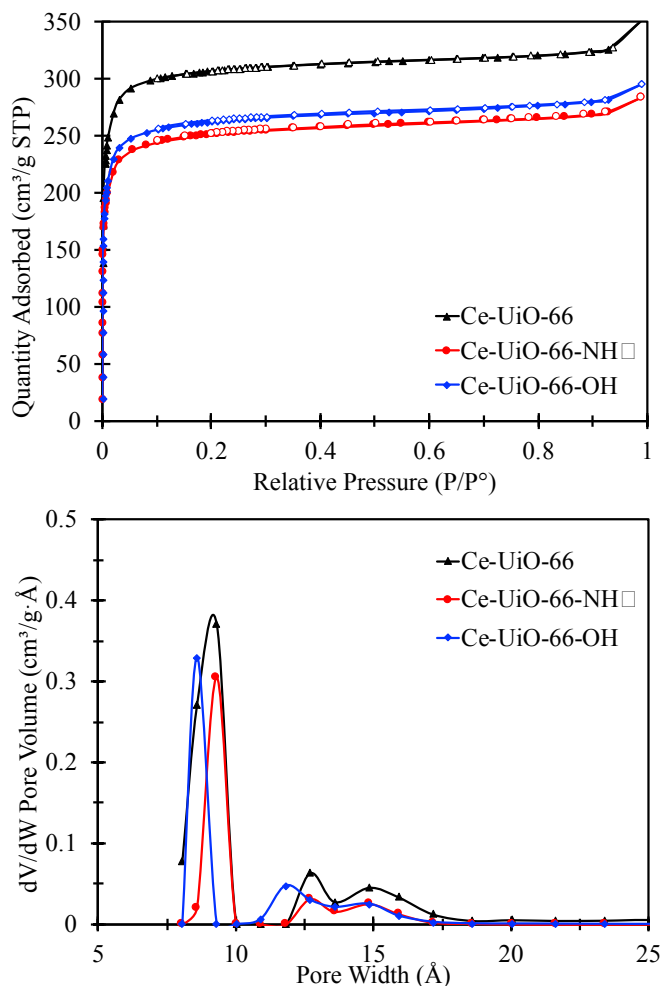 350
300
250
200
150
100
50
0
Quantity Adsorbed (cm³/g STP)
Ce-UiO-66
Ce-UiO-66-NH□
Ce-UiO-66-OH
0 0.2 0.4 0.6 0.8 1
Relative Pressure (P/P°)
0.5
0.4
0.3
0.2
0.1
0
dV/dW Pore Volume (cm³/g·Å)
Ce-UiO-66
Ce-UiO-66-NH□
Ce-UiO-66-OH
5 10 15 20 25
Pore Width (Å)